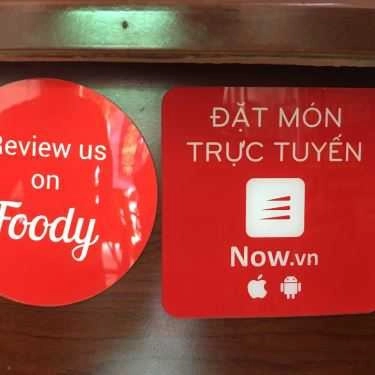 Review us
on
Foody
ĐẶT MÓN
TRỰC TUYẾN
Now.vn